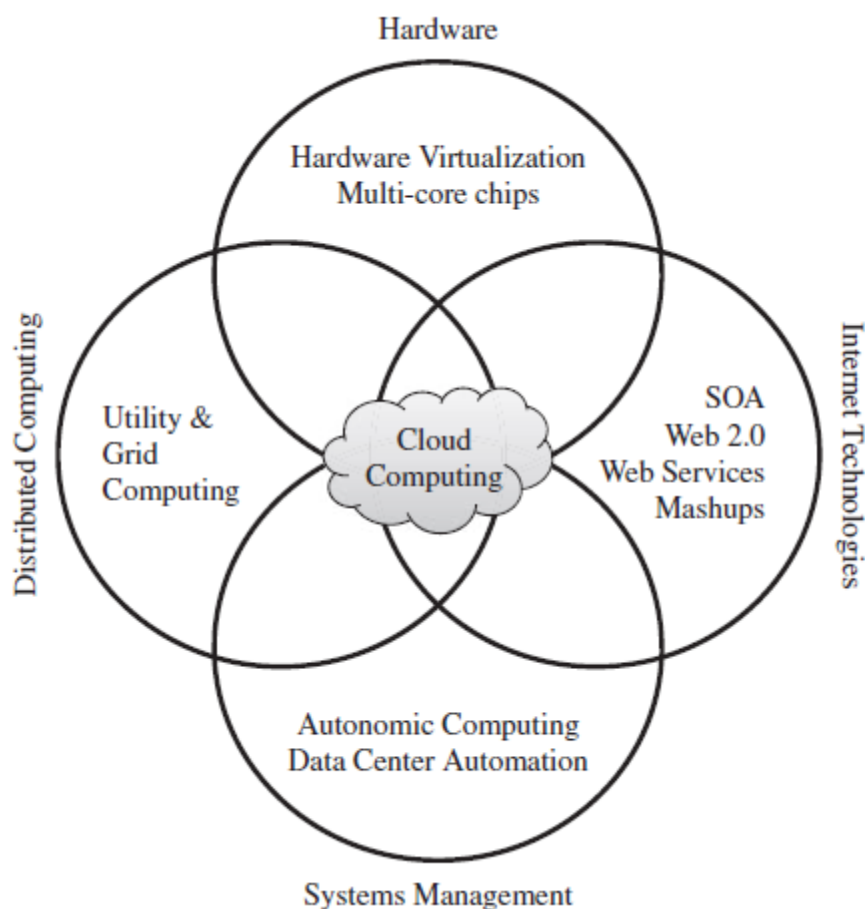 Hardware
Hardware Virtualization
Multi-core chips
Distributed Computing
Utility &
Grid
Computing
Cloud
Computing
SOA
Web 2.0
Web Services
Mashups
Internet Technologies
Autonomic Computing
Data Center Automation
Systems Management